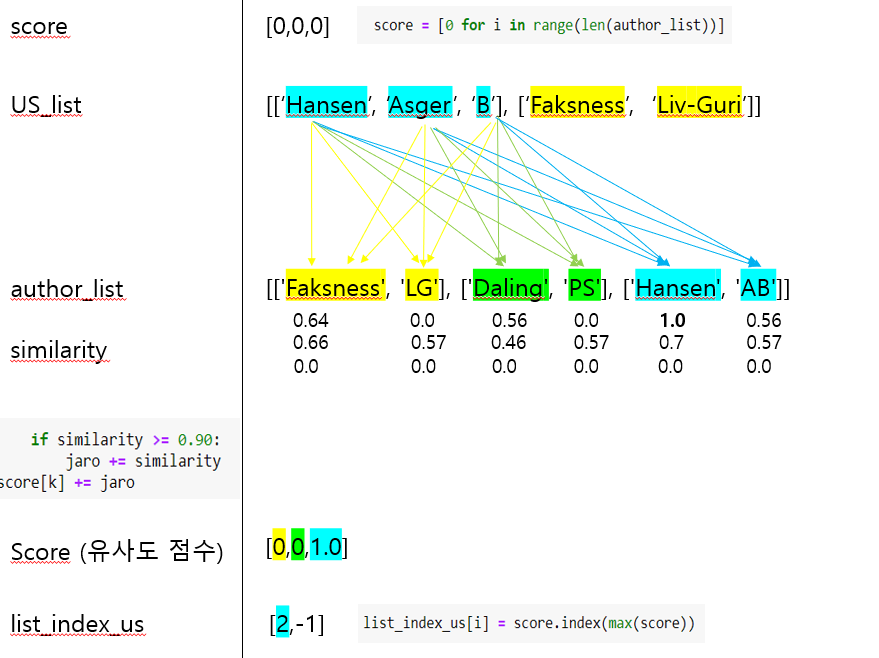 score [0,0,0] score = [0 for i in range(len(author_list))]
US_list [['Hansen', 'Asger', 'B'], ['Faksness', 'Liv-Guri']]
author_list [['Faksness', 'LG'], ['Daling', 'PS'], ['Hansen', 'AB']]
0.64 0.0 0.56 0.0 1.0 0.56
similarity 0.66 0.57 0.46 0.57 0.7 0.57
0.0 0.0 0.0 0.0 0.0 0.0
if similarity >= 0.90:
jaro += similarity
score[k] += jaro
Score (유사도 점수) [0,0,1.0]
list_index_us [2,-1] list_index_us[i] = score.index(max(score))